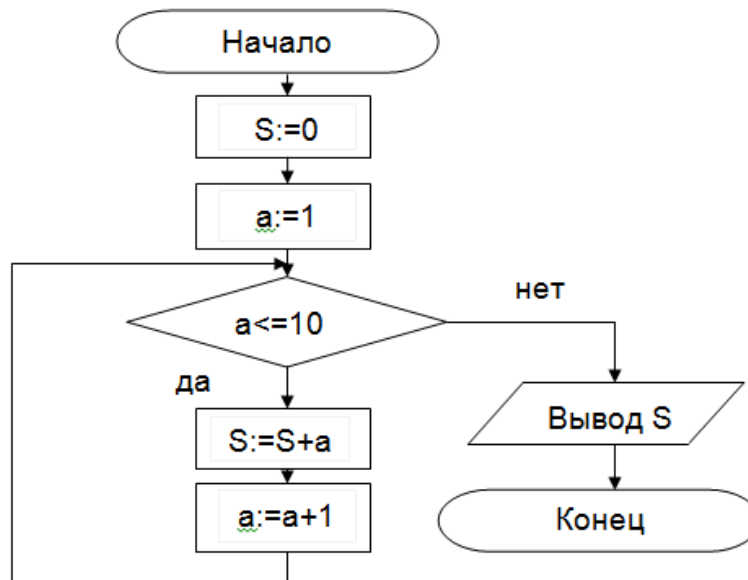 Начало
S:=0
a:=1
a<=10
нет
да
S:=S+a
Вывод S
a:=a+1
Конец